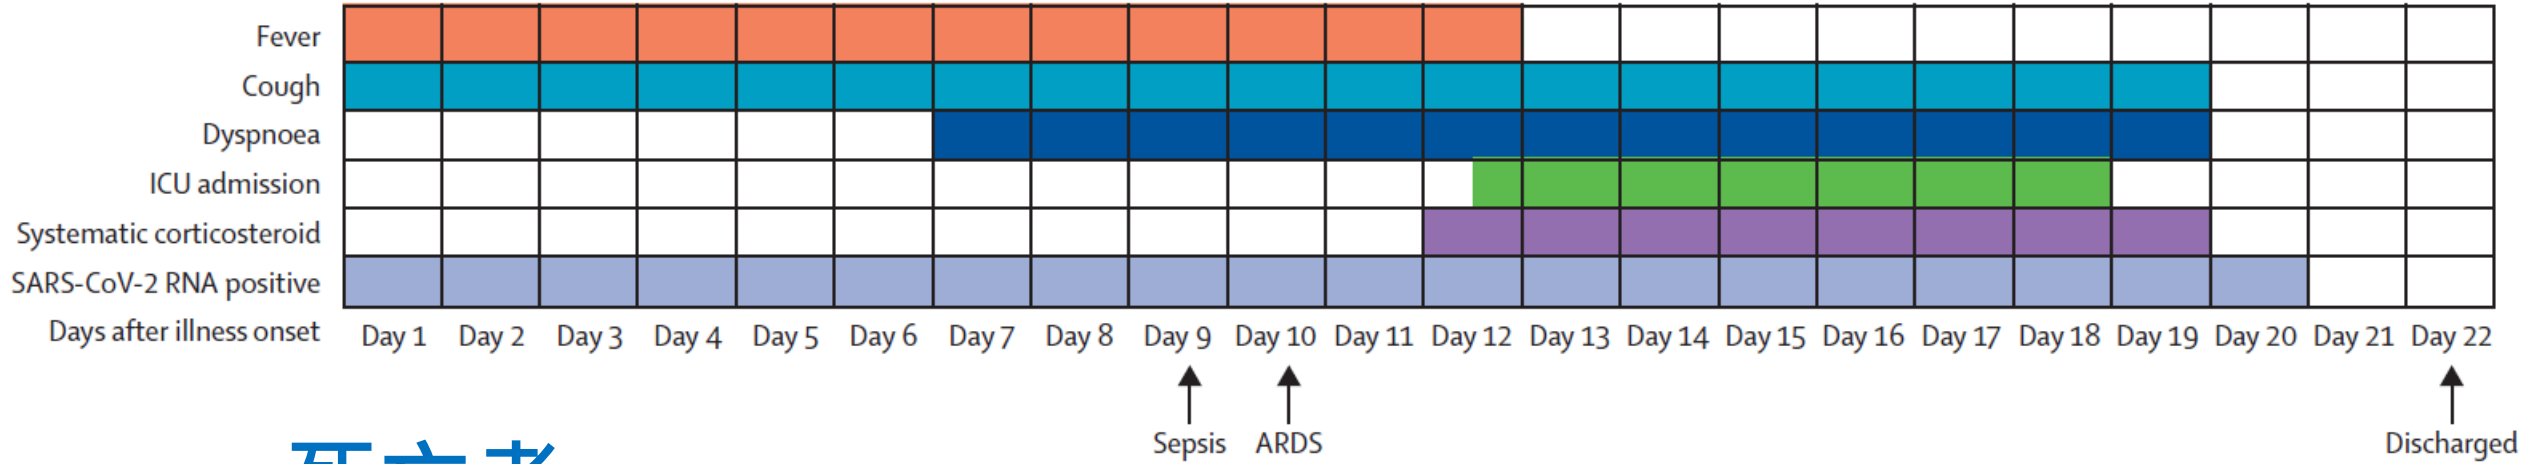 Fever
Cough
Dyspnoea
ICU admission
Systematic corticosteroid
SARS-CoV-2 RNA positive
Days after illness onset Day 1 Day 2 Day 3 Day 4 Day 5 Day 6 Day 7 Day 8 Day 9 Day 10 Day 11 Day 12 Day 13 Day 14 Day 15 Day 16 Day 17 Day 18 Day 19 Day 20 Day 21 Day 22
Sepsis ARDS Discharged
死亡者